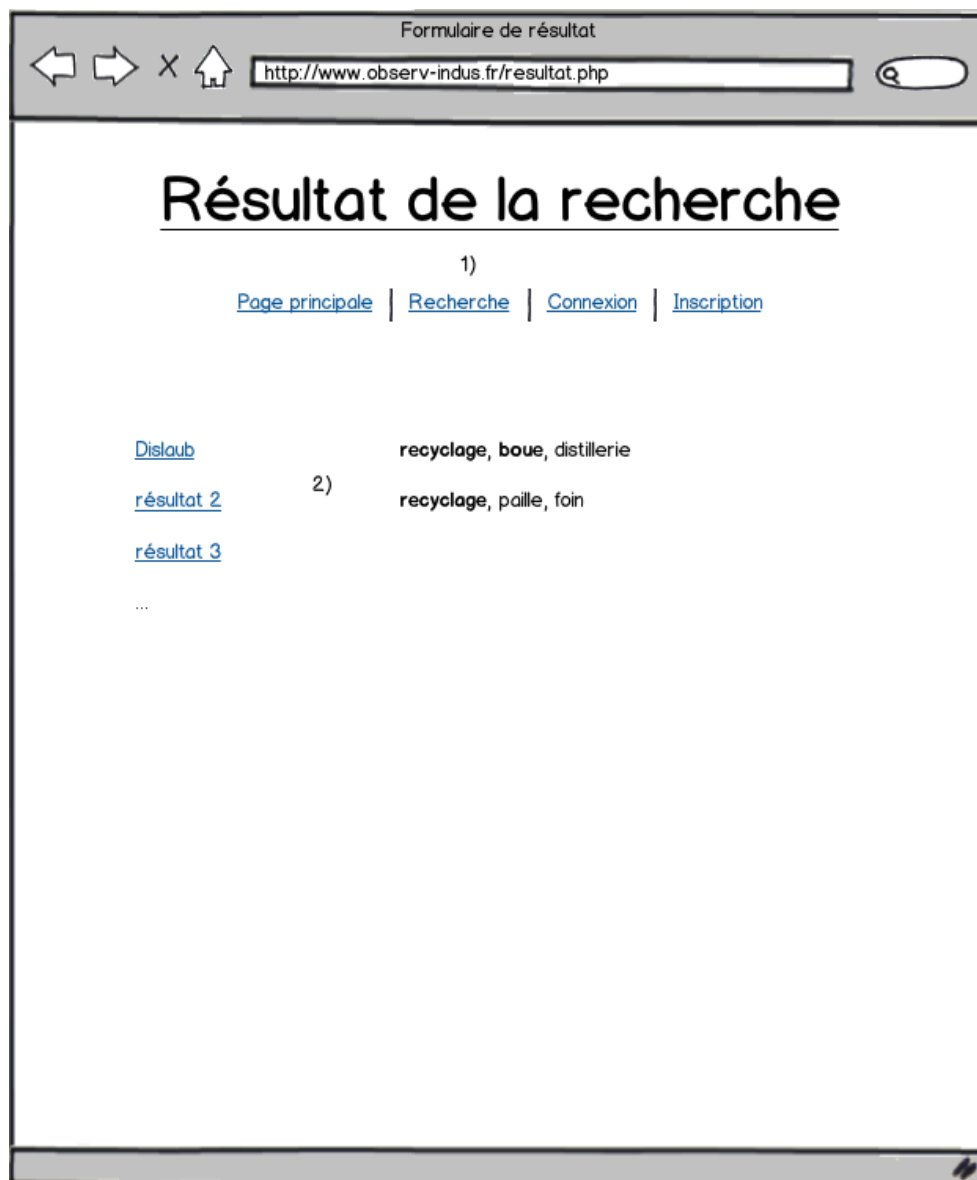 Formulaire de résultat
http://www.observ-indus.fr/resultat.php
Résultat de la recherche
1)
Page principale | Recherche | Connexion | Inscription
Dislaub recyclage, boue, distillerie
2)
résultat 2 recyclage, paille, foin
résultat 3
...